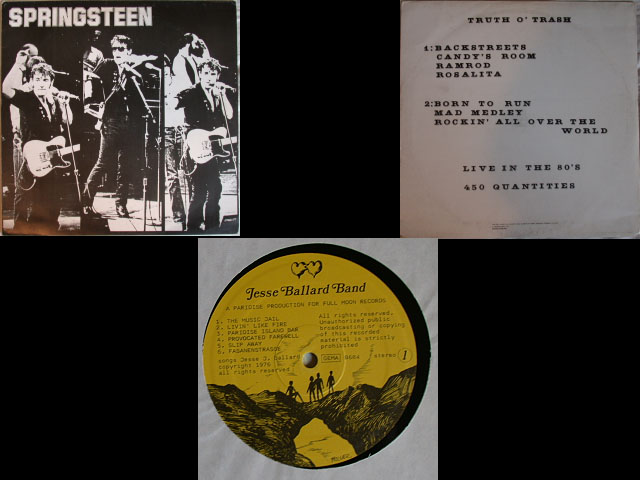 SPRINGSTEEN
TRUTH O' TRASH
1:BACKSTREETS
CANDY'S ROOM
RAMROD
ROSALITA
2:BORN TO RUN
MAD MEDLEY
ROCKIN' ALL OVER THE
WORLD
LIVE IN THE 80'S
450 QUANTITIES
Jesse Ballard Band
A PARIDISE PRODUCTION FOR FULL MOON RECORDS
1. THE MUSIC JAIL
2. LIVIN' LIKE FIRE
3. PARIDISE ISLAND BAR
4. PROVOCATED FAREWELL
5. SLIP AWAY
6. FASANENSTRASSE
songs Jesse J. Ballard
copyright 1976
all rights reserved
All rights reserved.
Unauthorized public
broadcasting or copying
of this recorded
material is strictly
prohibited
GEMA
stereo 1